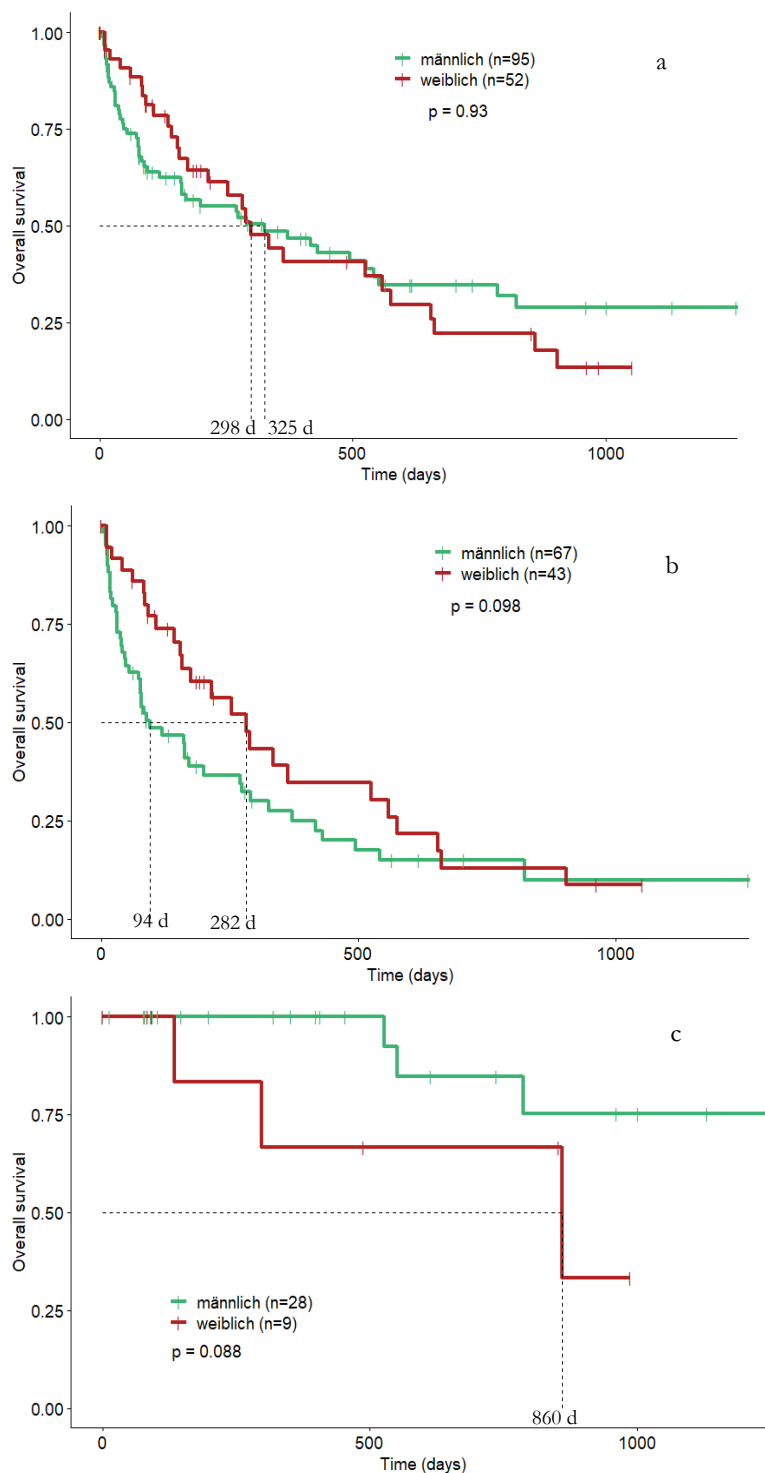 1.00
männlich (n=95)
a
weiblich (n=52)
p = 0.93
0.75
0.50
0.25
0.00
Overall survival
298 d 325 d
0 500 1000
Time (days)
1.00
männlich (n=67)
b
weiblich (n=43)
p = 0.098
0.75
0.50
0.25
0.00
Overall survival
94 d 282 d
0 500 1000
Time (days)
1.00
c
0.75
0.50
0.25
0.00
Overall survival
männlich (n=28)
weiblich (n=9)
p = 0.088
860 d
0 500 1000
Time (days)